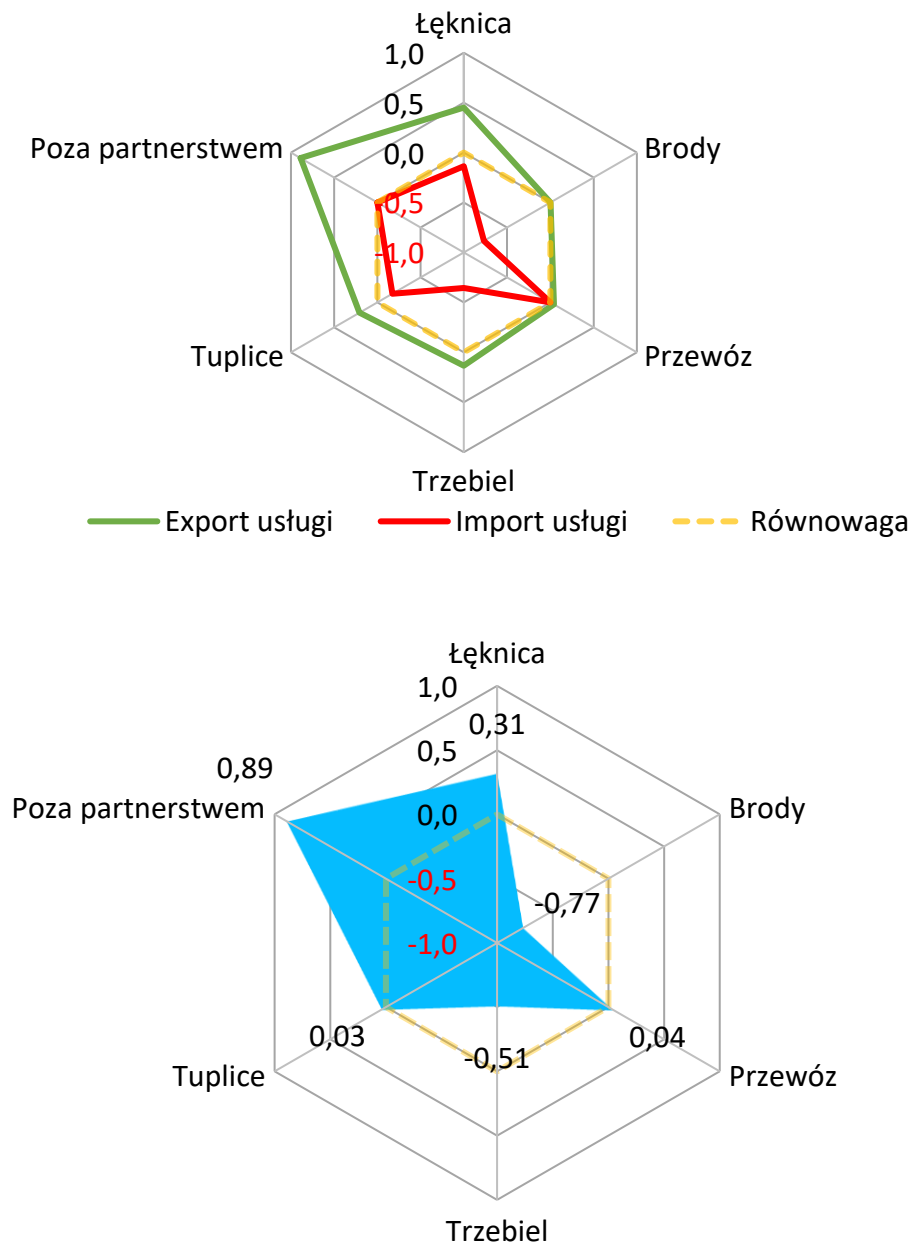 Łęknica
1,0
0,5
Poza partnerstwem
0,0
Brody
-0,5
-1,0
Tuplice
Przewóz
Trzebiel
Export usługi
Import usługi
Równowaga
Łęknica
1,0
0,31
0,5
0,89
Poza partnerstwem
0,0
Brody
-0,5
-0,77
-1,0
0,03
0,04
-0,51
Tuplice
Przewóz
Trzebiel